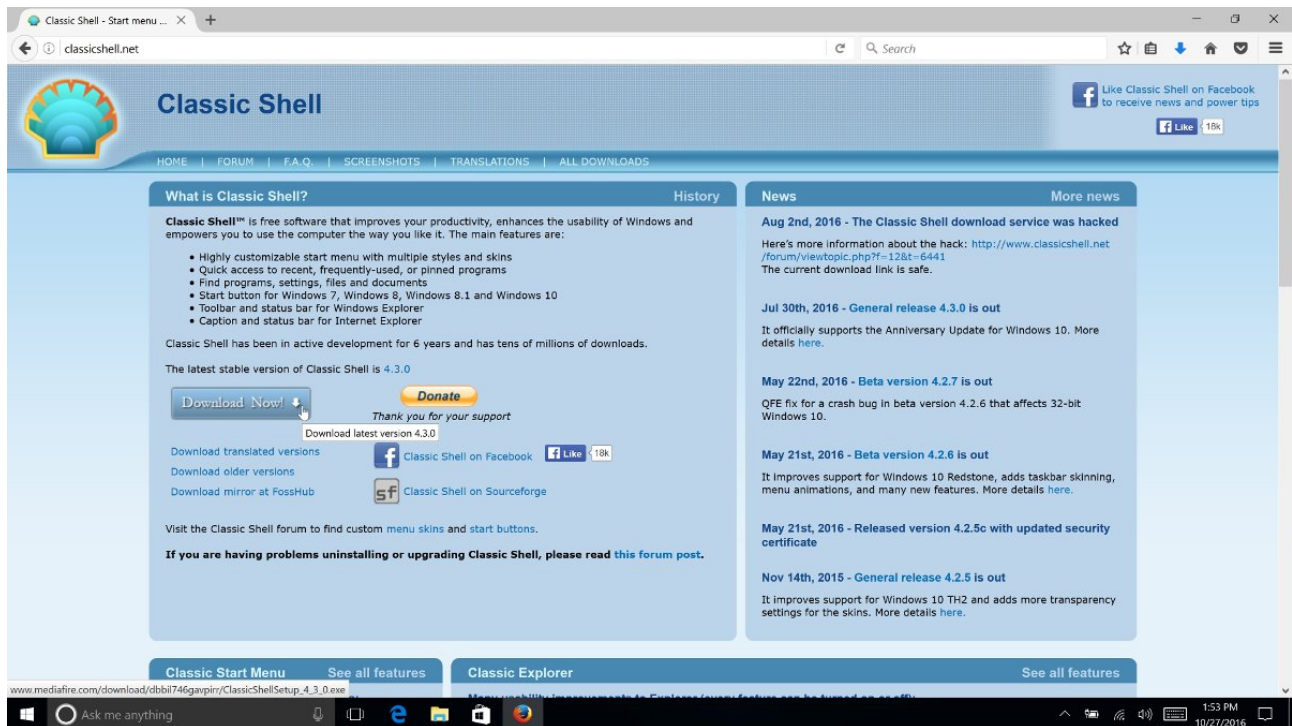 Classic Shell - Start menu ...
classicshell.net
Search
Classic Shell
Like Classic Shell on Facebook
to receive news and power tips
Like 18k
HOME | FORUM | F.A.Q. | SCREENSHOTS | TRANSLATIONS | ALL DOWNLOADS
What is Classic Shell? History
Classic Shell™ is free software that improves your productivity, enhances the usability of Windows and
empowers you to use the computer the way you like it. The main features are:
• Highly customizable start menu with multiple styles and skins
• Quick access to recent, frequently-used, or pinned programs
• Find programs, settings, files and documents
• Start button for Windows 7, Windows 8, Windows 8.1 and Windows 10
• Toolbar and status bar for Windows Explorer
• Caption and status bar for Internet Explorer
Classic Shell has been in active development for 6 years and has tens of millions of downloads.
The latest stable version of Classic Shell is 4.3.0
Download Now!
Donate
Thank you for your support
Download latest version 4.3.0
Download translated versions
Classic Shell on Facebook Like 18k
Download older versions
Download mirror at FossHub
sf Classic Shell on Sourceforge
Visit the Classic Shell forum to find custom menu skins and start buttons.
If you are having problems uninstalling or upgrading Classic Shell, please read this forum post.
News More news
Aug 2nd, 2016 - The Classic Shell download service was hacked
Here's more information about the hack: http://www.classicshell.net
/forum/viewtopic.php?f=12&t=6441
The current download link is safe.
Jul 30th, 2016 - General release 4.3.0 is out
It officially supports the Anniversary Update for Windows 10. More
details here.
May 22nd, 2016 - Beta version 4.2.7 is out
QFE fix for a crash bug in beta version 4.2.6 that affects 32-bit
Windows 10.
May 21st, 2016 - Beta version 4.2.6 is out
It improves support for Windows 10 Redstone, adds taskbar skinning,
menu animations, and many new features. More details here.
May 21st, 2016 - Released version 4.2.5c with updated security
certificate
Nov 14th, 2015 - General release 4.2.5 is out
It improves support for Windows 10 TH2 and adds more transparency
settings for the skins. More details here.
Classic Start Menu See all features
Classic Explorer See all features
www.mediafire.com/download/dbbil746gavpirr/ClassicShellSetup_4_3_0.exe
Ask me anything
1:53 PM
10/27/2016